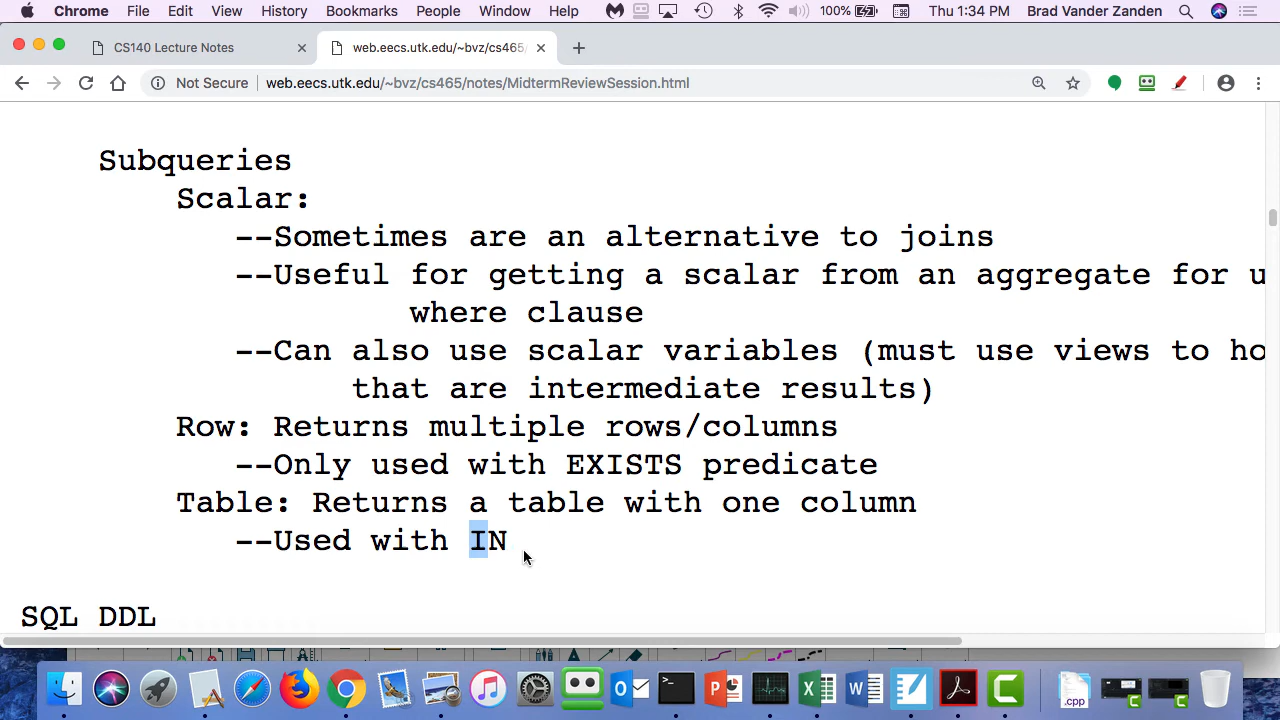 Chrome File Edit View History Bookmarks People Window Help 100% Thu 1:34 PM Brad Vander Zanden
CS140 Lecture Notes
web.eecs.utk.edu/~bvz/cs465/
Not Secure web.eecs.utk.edu/~bvz/cs465/notes/MidtermReviewSession.html
Subqueries
Scalar:
--Sometimes are an alternative to joins
--Useful for getting a scalar from an aggregate for u
where clause
--Can also use scalar variables (must use views to ho
that are intermediate results)
Row: Returns multiple rows/columns
--Only used with EXISTS predicate
Table: Returns a table with one column
--Used with IN
SQL DDL
.cpp